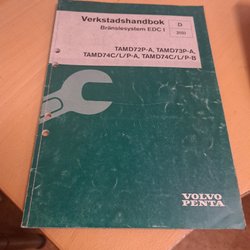 Verkstadshandbok
Bränslesystem EDC I
D
2(0)
TAMD72P-A, TAMD73P-A,
TAMD74C/L/P-A, TAMD74C/L/P-B
VOLVO
PENTA